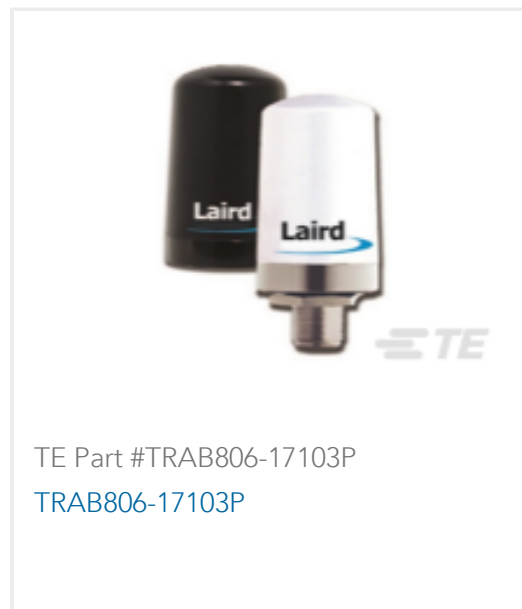 Laird
Laird
TE
TE Part #TRAB806-17103P
TRAB806-17103P